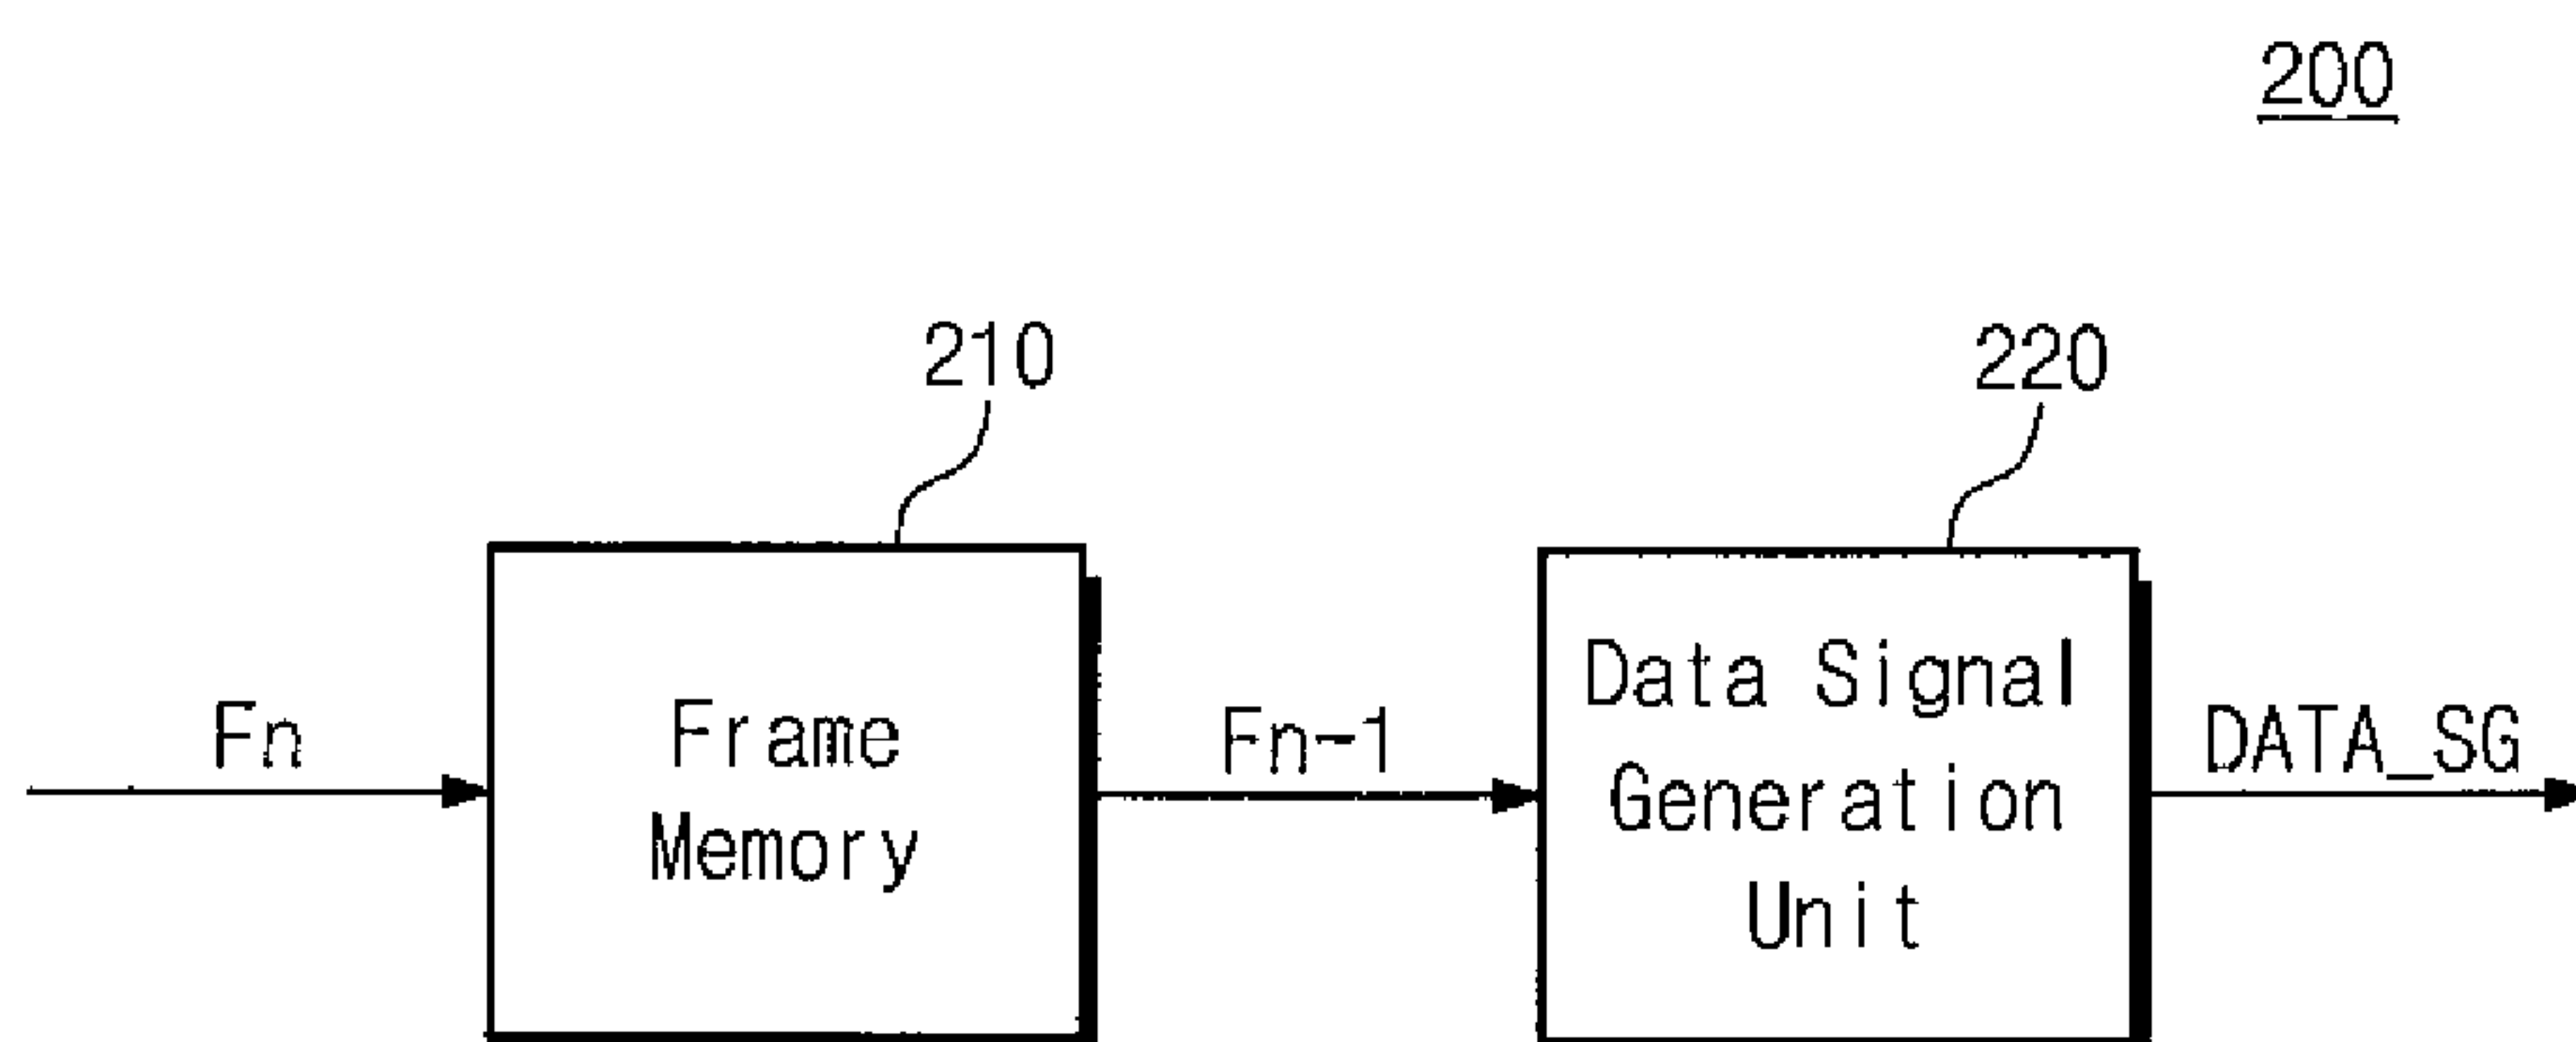 200
210
220
Fn
Frame
Memory
Fn-1
Data Signal
Generation
Unit
DATA_SG